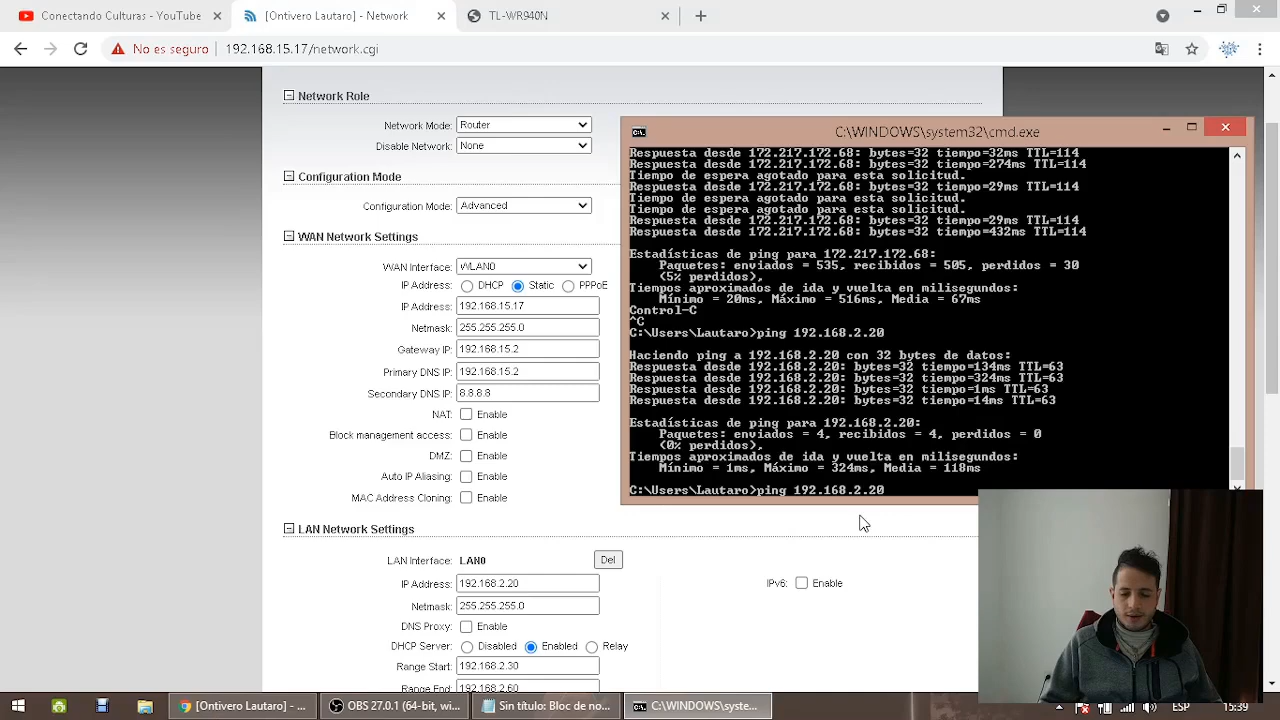 Conectando Culturas - YouTube
[Ontivero Lautaro] - Network
TL-WR940N
No es seguro
192.168.15.17/network.cgi
Network Role
Network Mode: Router
Disable Network: None
Configuration Mode
Configuration Mode: Advanced
WAN Network Settings
WAN Interface: WLAN0
IP Address: DHCP Static PPPoE
IP Address: 192.168.15.17
Netmask: 255.255.255.0
Gateway IP: 192.168.15.2
Primary DNS IP: 192.168.15.2
Secondary DNS IP: 8.8.8.8
NAT: Enable
Block management access: Enable
DMZ: Enable
Auto IP Aliasing: Enable
MAC Address Cloning: Enable
LAN Network Settings
LAN Interface: LAN0 Del
IP Address: 192.168.2.20
IPv6: Enable
Netmask: 255.255.255.0
DNS Proxy: Enable
DHCP Server: Disabled Enabled Relay
Range Start: 192.168.2.30
Range End: 192.168.2.60
C:\WINDOWS\system32\cmd.exe
Respuesta desde 172.217.172.68: bytes=32 tiempo=32ms TTL=114
Respuesta desde 172.217.172.68: bytes=32 tiempo=274ms TTL=114
Tiempo de espera agotado para esta solicitud.
Respuesta desde 172.217.172.68: bytes=32 tiempo=29ms TTL=114
Tiempo de espera agotado para esta solicitud.
Tiempo de espera agotado para esta solicitud.
Respuesta desde 172.217.172.68: bytes=32 tiempo=29ms TTL=114
Respuesta desde 172.217.172.68: bytes=32 tiempo=432ms TTL=114
Estadísticas de ping para 172.217.172.68:
Paquetes: enviados = 535, recibidos = 505, perdidos = 30
(5% perdidos),
Tiempos aproximados de ida y vuelta en milisegundos:
Mínimo = 20ms, Máximo = 516ms, Media = 67ms
Control-C
^C
C:\Users\Lautaro>ping 192.168.2.20
Haciendo ping a 192.168.2.20 con 32 bytes de datos:
Respuesta desde 192.168.2.20: bytes=32 tiempo=134ms TTL=63
Respuesta desde 192.168.2.20: bytes=32 tiempo=324ms TTL=63
Respuesta desde 192.168.2.20: bytes=32 tiempo=1ms TTL=63
Respuesta desde 192.168.2.20: bytes=32 tiempo=14ms TTL=63
Estadísticas de ping para 192.168.2.20:
Paquetes: enviados = 4, recibidos = 4, perdidos = 0
(0% perdidos),
Tiempos aproximados de ida y vuelta en milisegundos:
Mínimo = 1ms, Máximo = 324ms, Media = 118ms
C:\Users\Lautaro>ping 192.168.2.20
[Ontivero Lautaro] - ...
OBS 27.0.1 (64-bit, wi...
Sin título: Bloc de no...
C:\WINDOWS\syste...
ESP
15:39